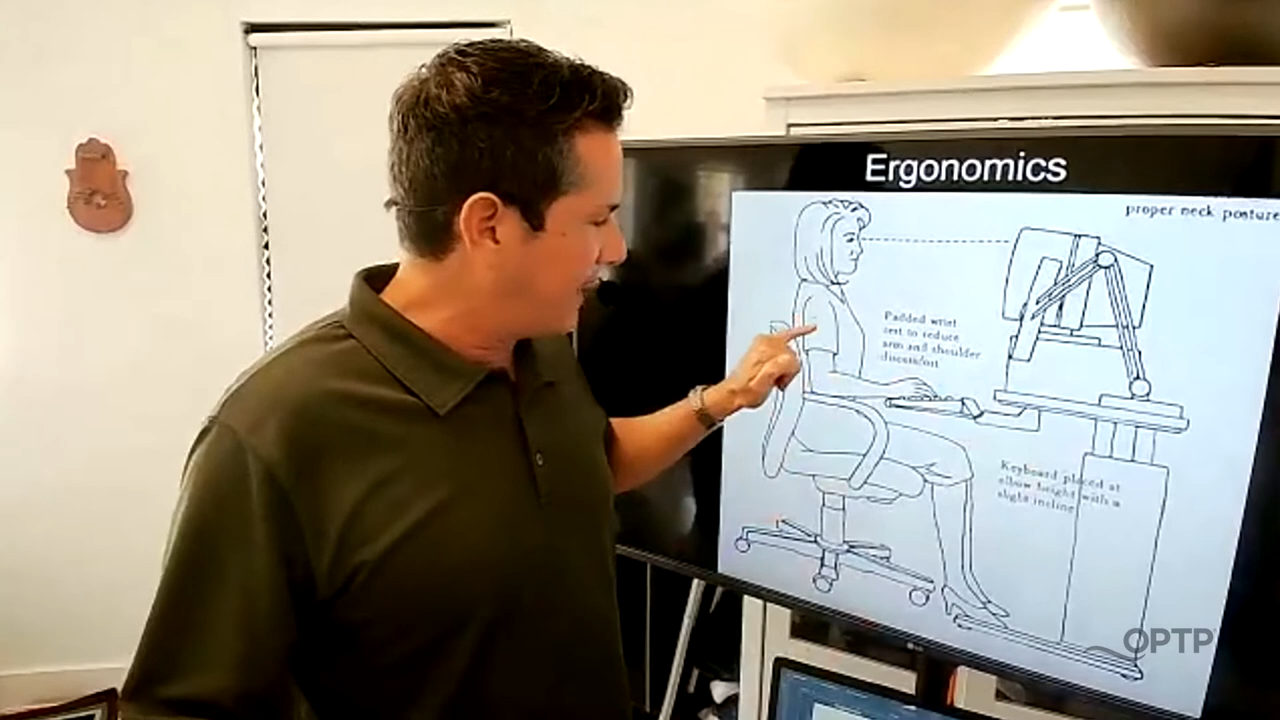 Ergonomics
proper neck posture
Padded wrist
rest to reduce
arm and shoulder
discomfort
Keyboard placed at
elbow height with a
slight incline
OPTP